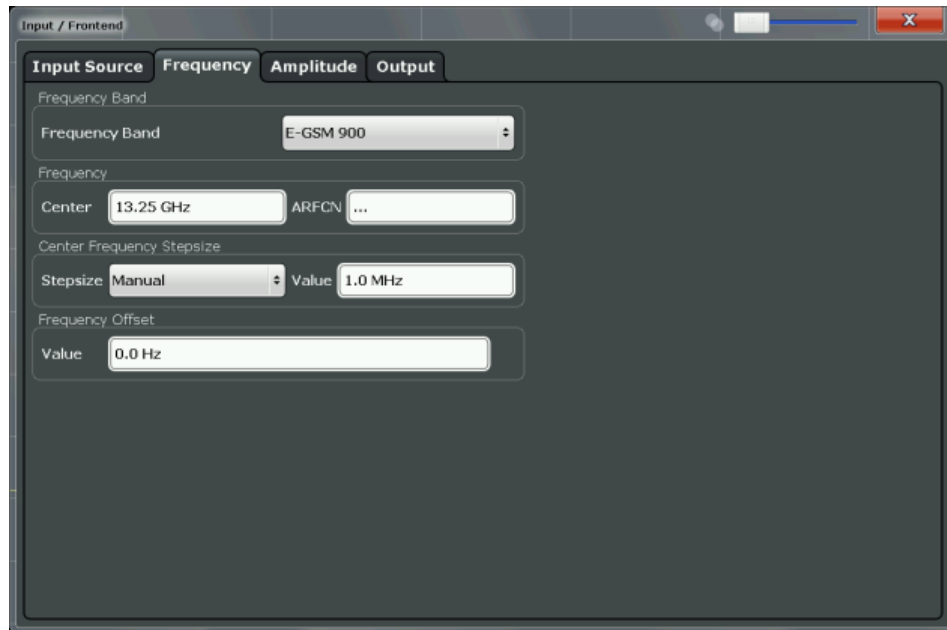 Input / Frontend
X
Input Source Frequency Amplitude Output
Frequency Band
Frequency Band E-GSM 900
Frequency
Center 13.25 GHz ARFCN ...
Center Frequency Stepsize
Stepsize Manual Value 1.0 MHz
Frequency Offset
Value 0.0 Hz